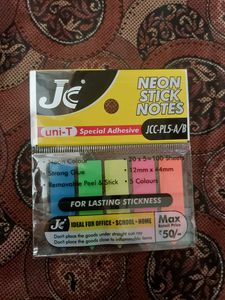 JC
NEON
STICK
NOTES
uni-T Special Adhesive
JCC-PL5-A/B
• Neon Colour
• 20 x 5 = 100 Sheets
• Strong Glue
• 12mm x 44mm
• Removable Peel & Stick
• 5 Colours
FOR LASTING STICKNESS
JC
IDEAL FOR OFFICE • SCHOOL • HOME
Don't place the goods under straight sun ray
Don't place the goods close to inflammable items
Max
Retail Price
₹50/-